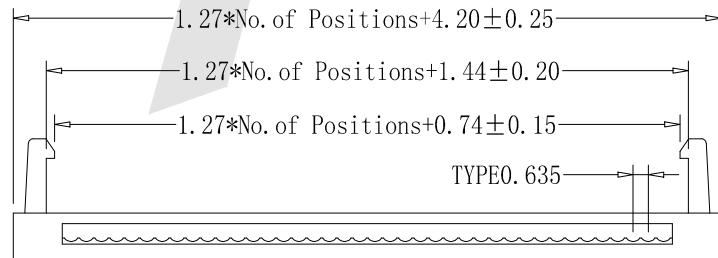 1.27*No.of Positions+4.20±0.25
1.27*No.of Positions+1.44±0.20
1.27*No.of Positions+0.74±0.15
TYPE0.635